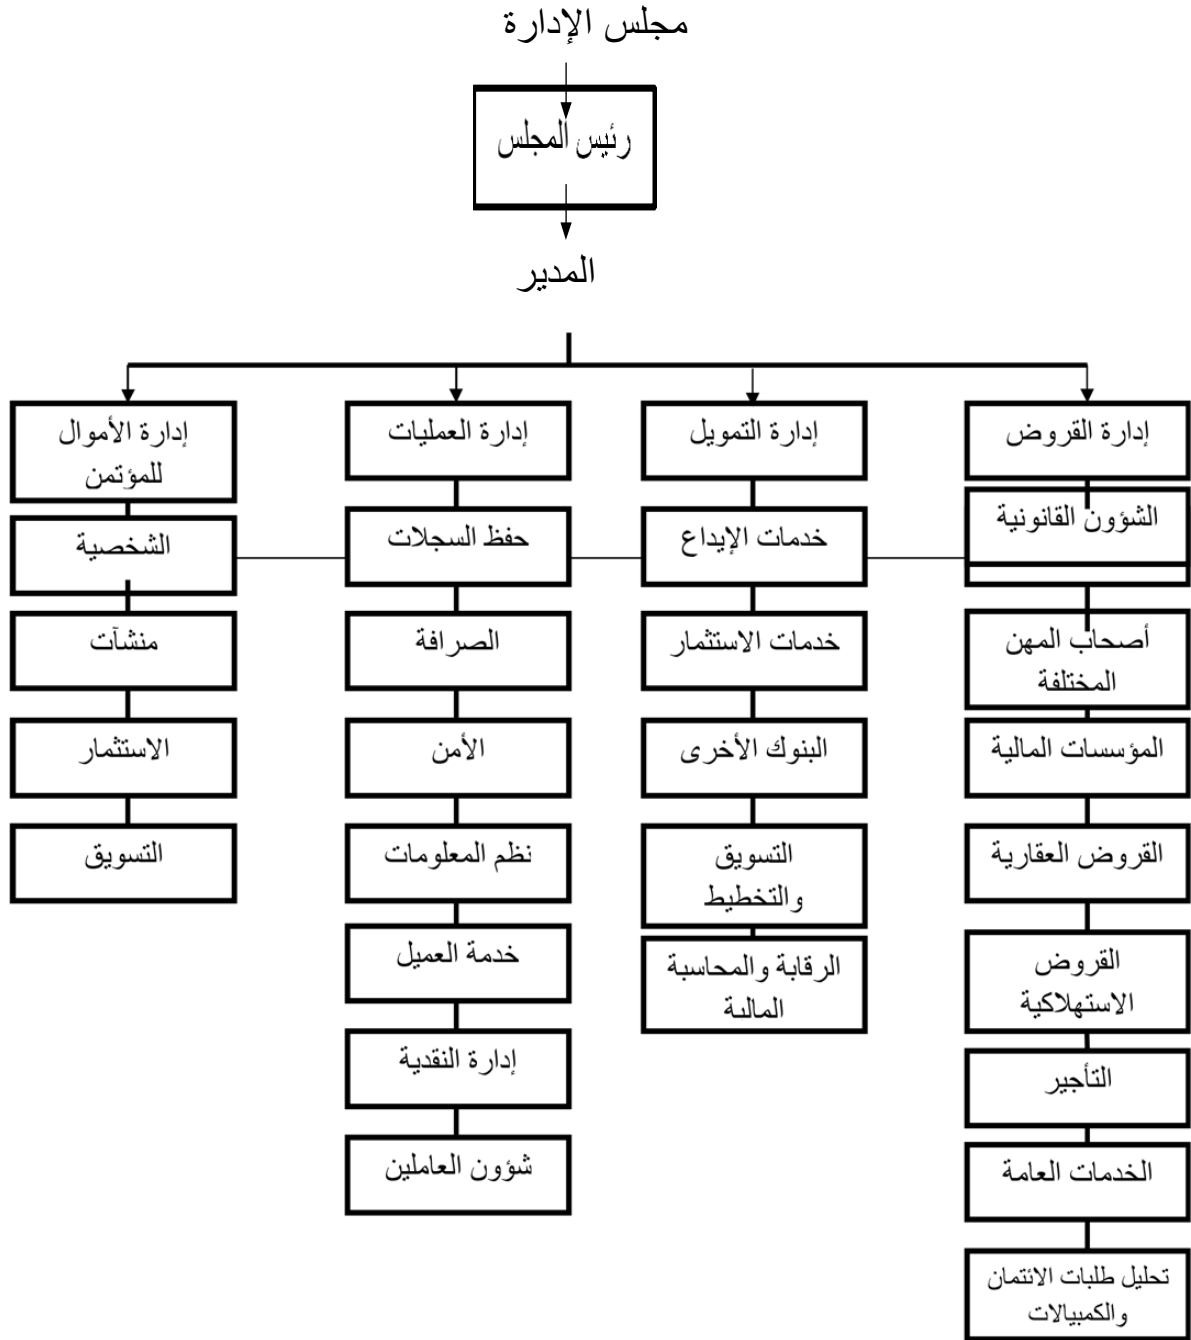 مجلس الإدارة
رئيس المجلس
المدير
إدارة القروض
الشؤون القانونية
أصحاب المهن
المختلفة
المؤسسات المالية
القروض العقارية
القروض
الاستهلاكية
التأجير
الخدمات العامة
تحليل طلبات الائتمان
والكمبيالات
إدارة التمويل
خدمات الإيداع
خدمات الاستثمار
البنوك الأخرى
التسويق
والتخطيط
الرقابة والمحاسبة
المالية
إدارة العمليات
حفظ السجلات
الصرافة
الأمن
نظم المعلومات
خدمة العميل
إدارة النقدية
شؤون العاملين
إدارة الأموال
للمؤتمن
الشخصية
منشآت
الاستثمار
التسويق